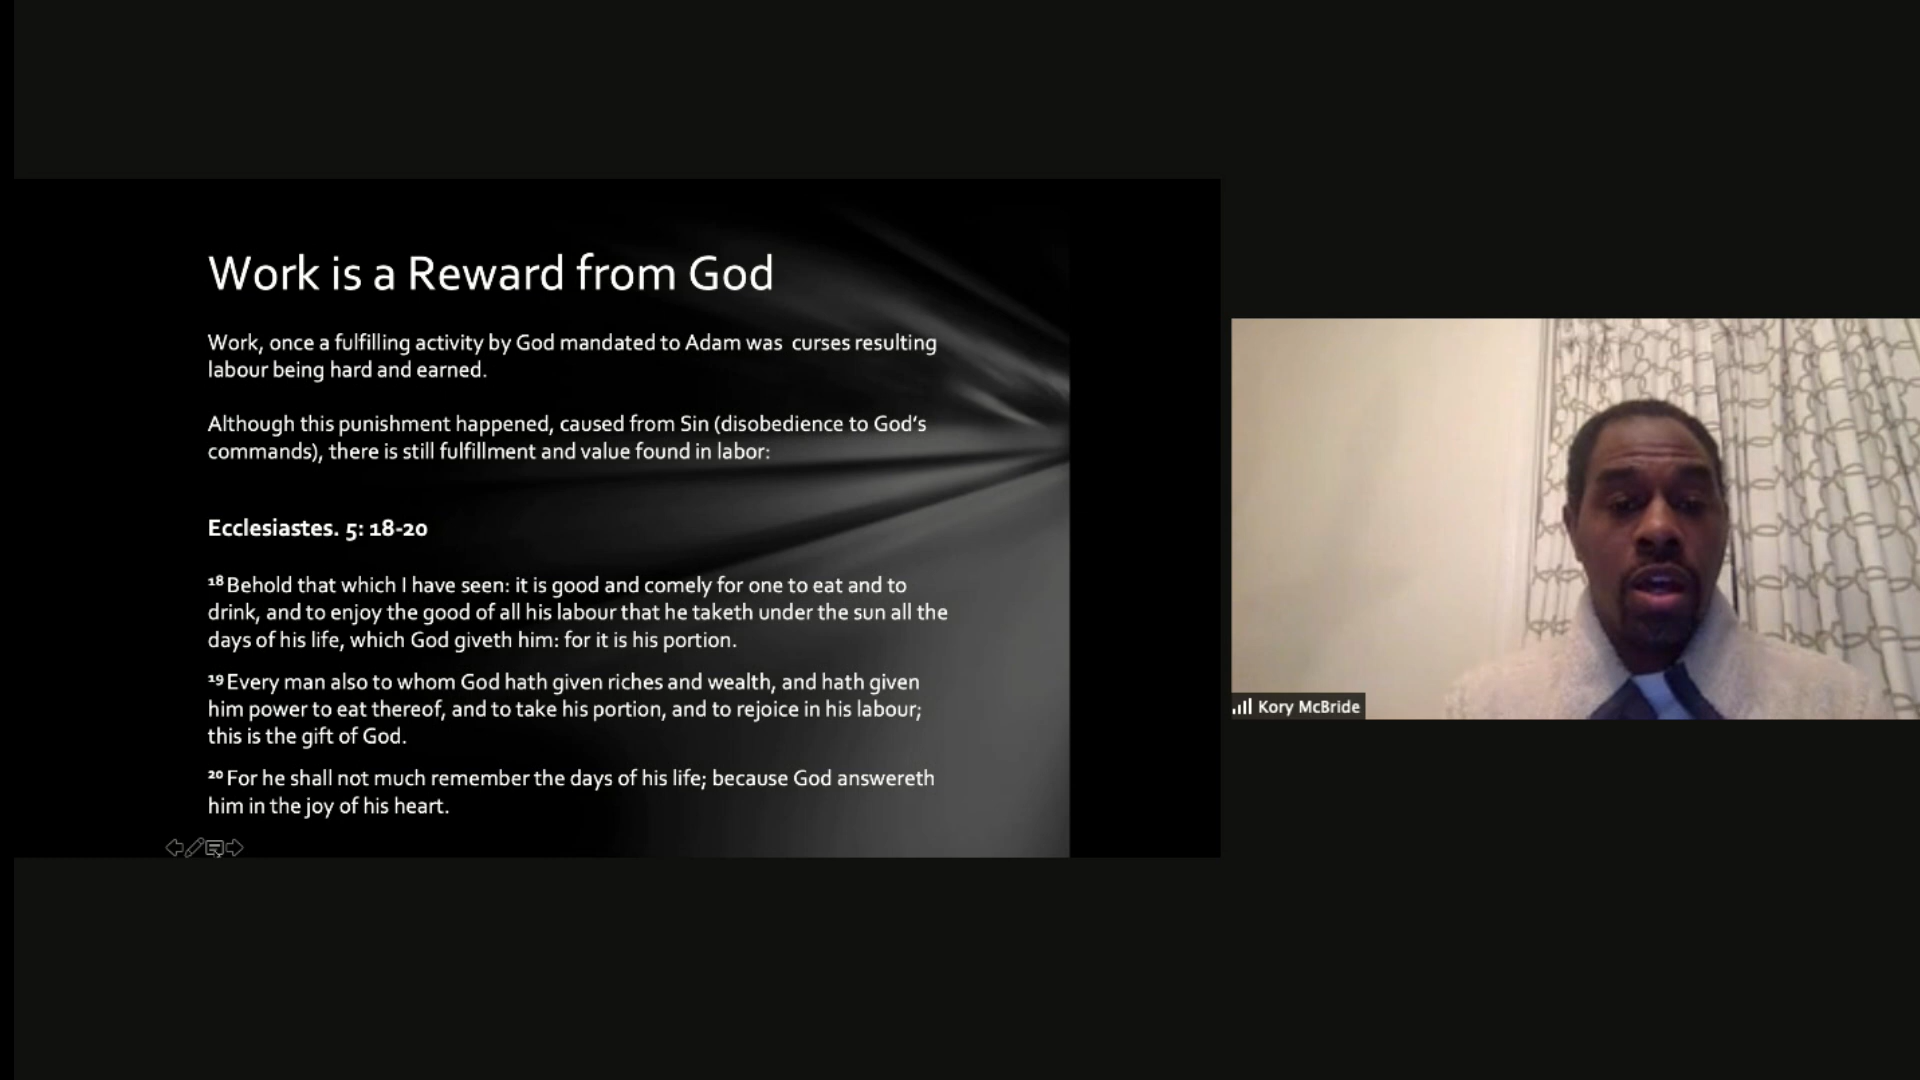 Work is a Reward from God
Work, once a fulfilling activity by God mandated to Adam was  curses resulting
labour being hard and earned.
Although this punishment happened, caused from Sin (disobedience to God's
commands), there is still fulfillment and value found in labor:
Ecclesiastes. 5: 18-20
18 Behold that which I have seen: it is good and comely for one to eat and to
drink, and to enjoy the good of all his labour that he taketh under the sun all the
days of his life, which God giveth him: for it is his portion.
19 Every man also to whom God hath given riches and wealth, and hath given
him power to eat thereof, and to take his portion, and to rejoice in his labour;
this is the gift of God.
20 For he shall not much remember the days of his life; because God answereth
him in the joy of his heart.
Kory McBride